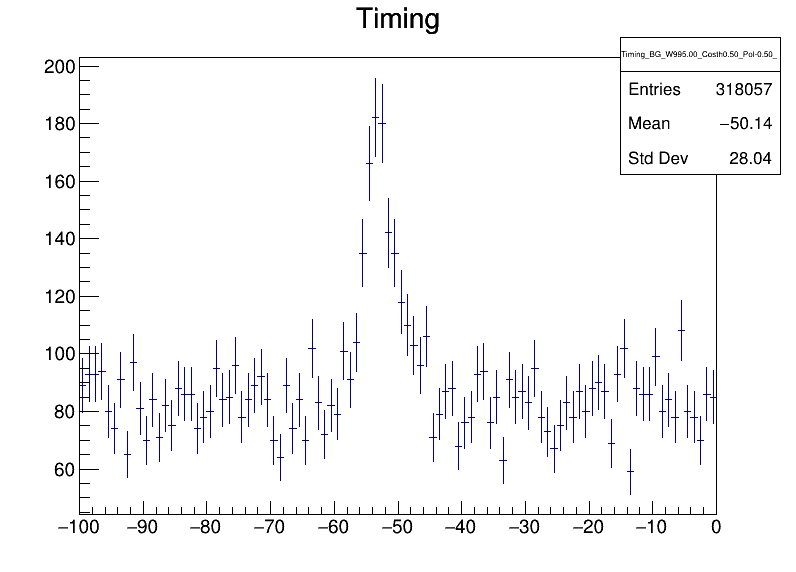 Timing
Timing_BG_W995.00_Costh0.50_Pol-0.50_
Entries 318057
Mean −50.14
Std Dev 28.04
200
180
160
140
120
100
80
60
−100 −90 −80 −70 −60 −50 −40 −30 −20 −10 0